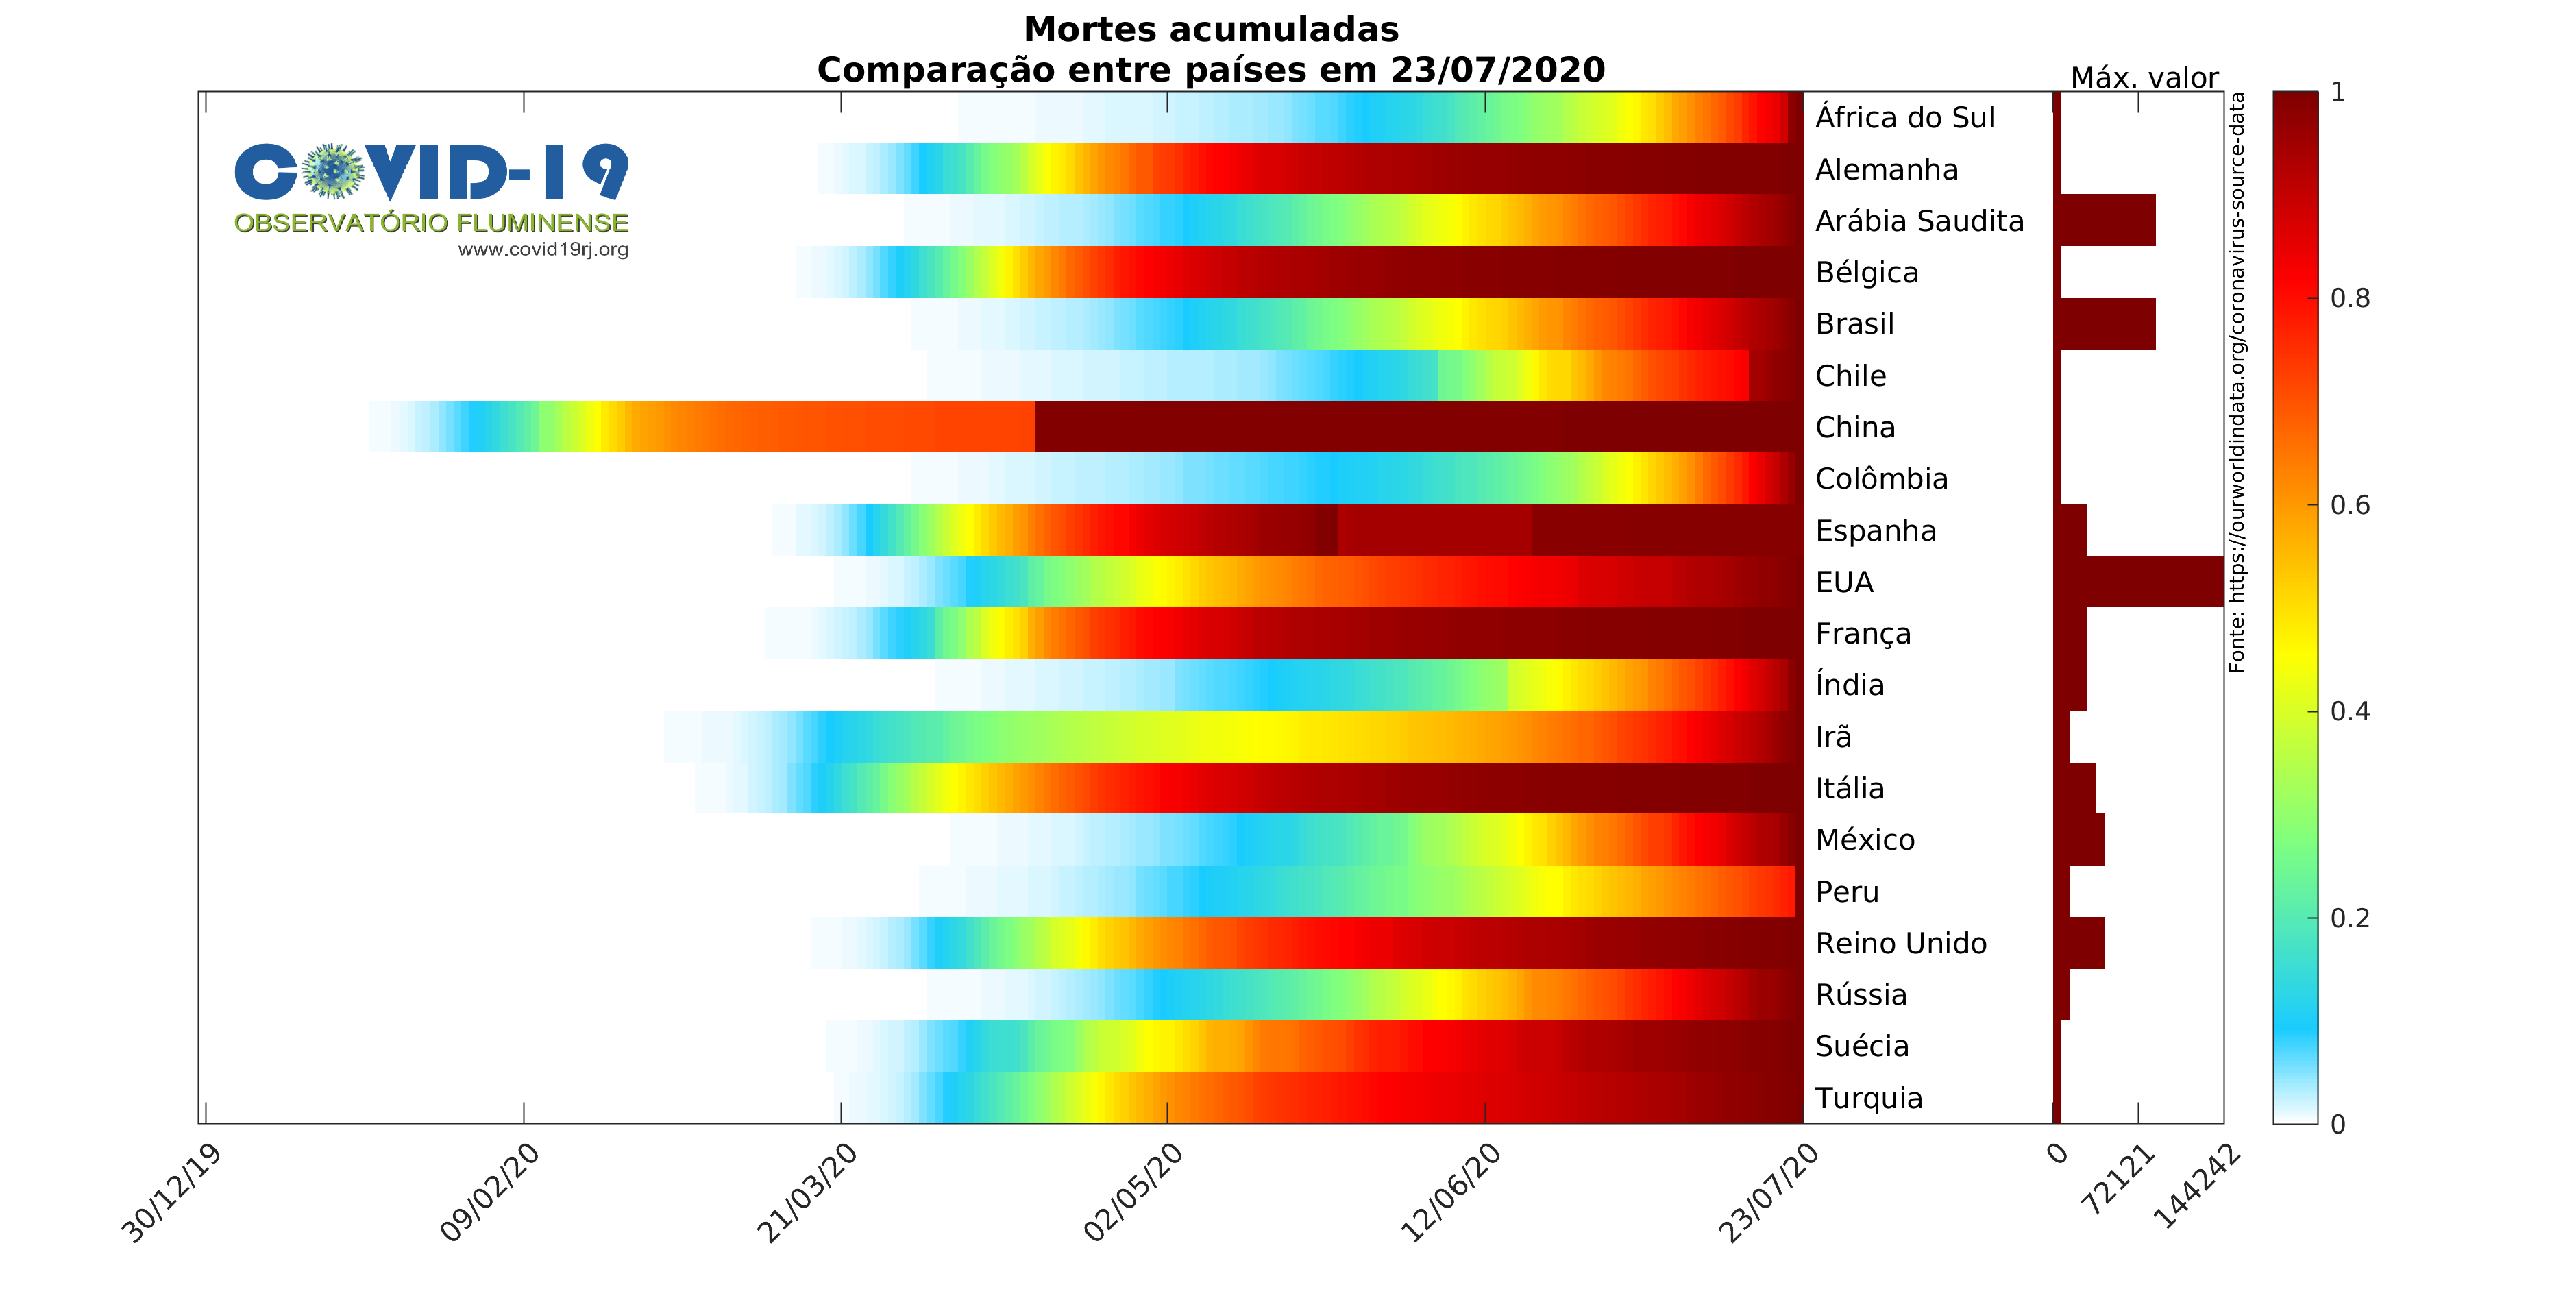 Mortes acumuladas
Comparação entre países em 23/07/2020
Máx. valor
COVID-19
OBSERVATÓRIO FLUMINENSE
www.covid19rj.org
África do Sul
Alemanha
Arábia Saudita
Bélgica
Brasil
Chile
China
Colômbia
Espanha
EUA
França
Índia
Irã
Itália
México
Peru
Reino Unido
Rússia
Suécia
Turquia
Fonte: https://ourworldindata.org/coronavirus-source-data
1
0.8
0.6
0.4
0.2
0
30/12/19
09/02/20
21/03/20
02/05/20
12/06/20
23/07/20
0
72121
144242